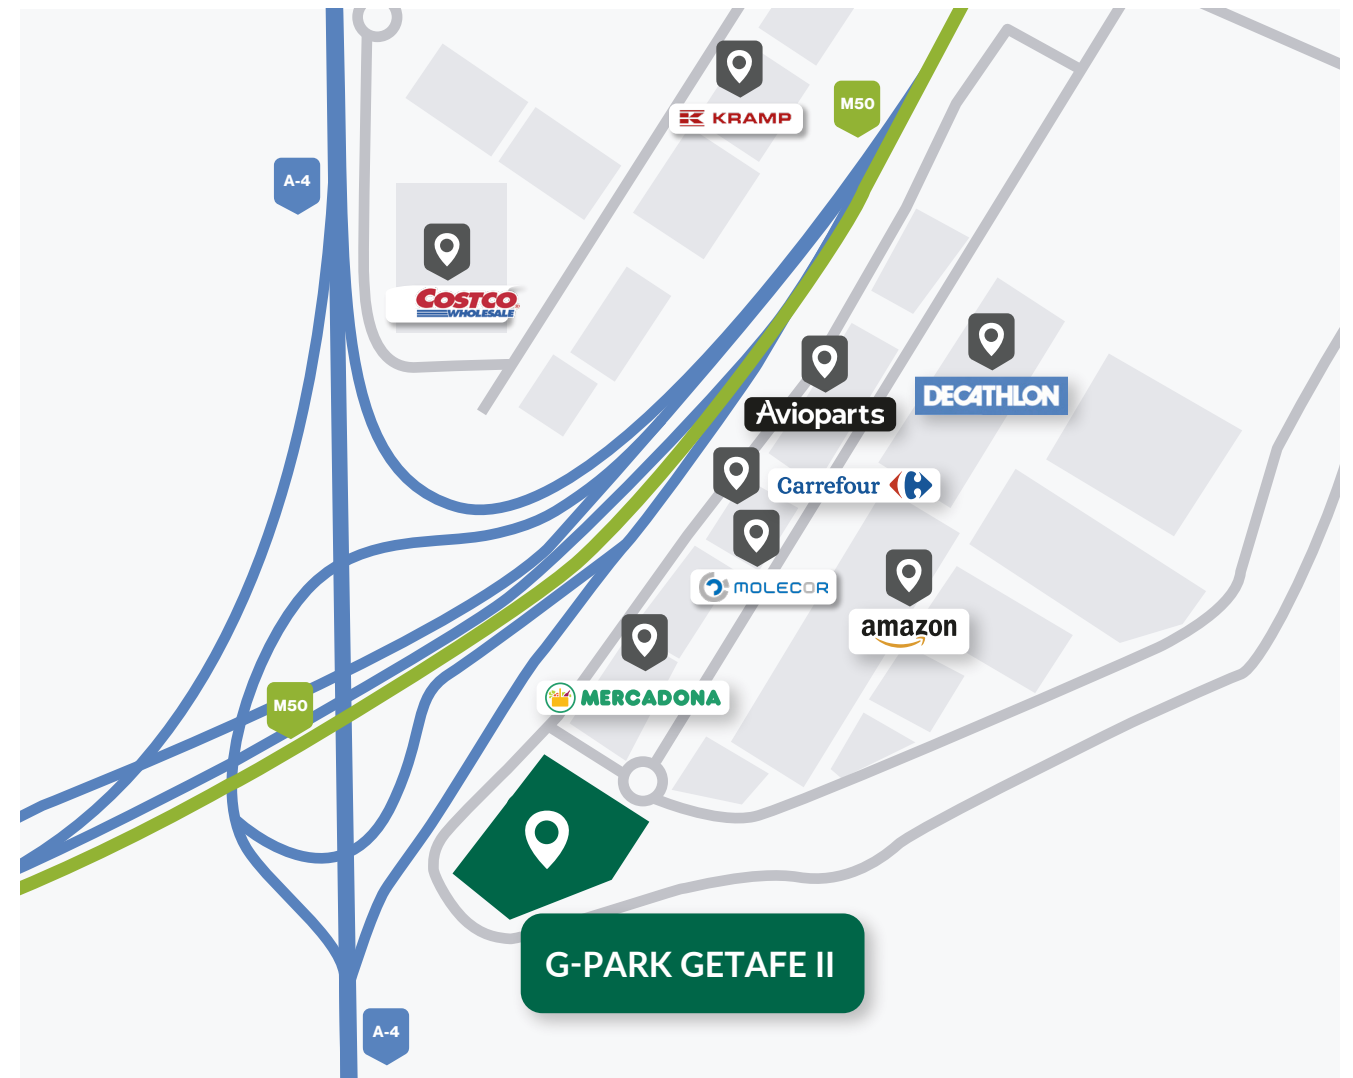 KRAMP
M50
A-4
COSTCO
WHOLESALE
Avioparts
DECATHLON
Carrefour
MOLECOR
amazon
MERCADONA
M50
G-PARK GETAFE II
A-4